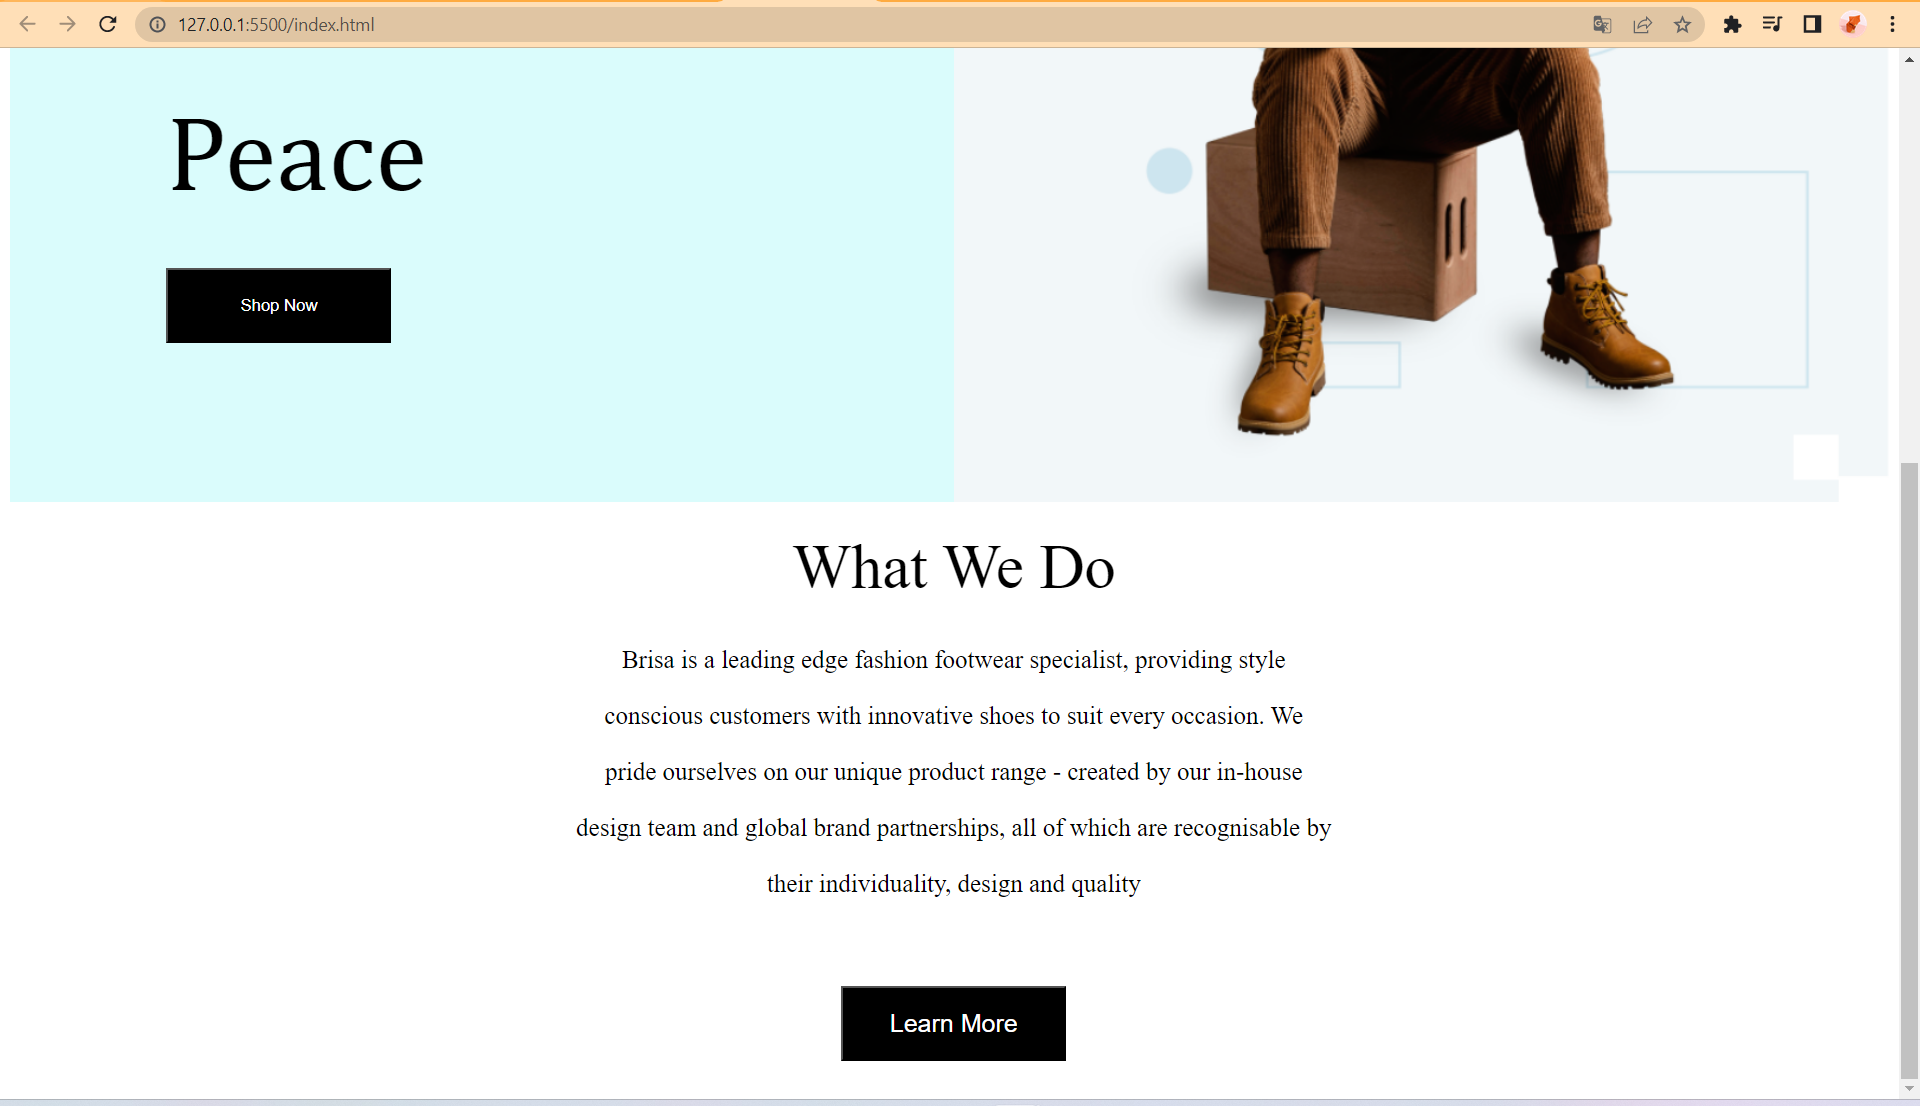 127.0.0.1:5500/index.html
Peace
Shop Now
What We Do
Brisa is a leading edge fashion footwear specialist, providing style
conscious customers with innovative shoes to suit every occasion. We
pride ourselves on our unique product range - created by our in-house
design team and global brand partnerships, all of which are recognisable by
their individuality, design and quality
Learn More